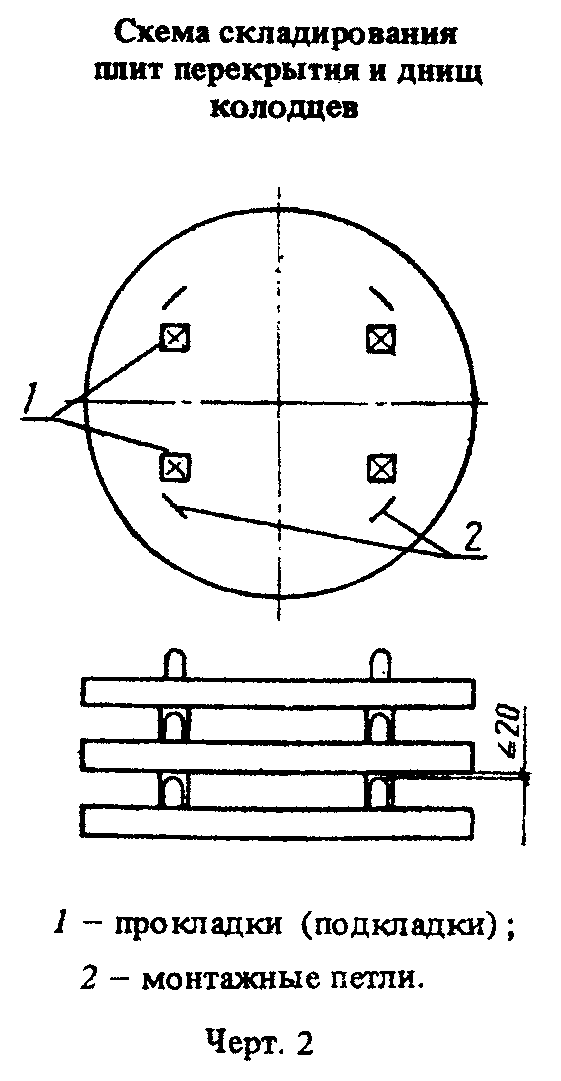 Схема складирования
плит перекрытия и днищ
колодцев
1
2
≤20
1 – прокладки (подкладки);
2 – монтажные петли.
Черт. 2